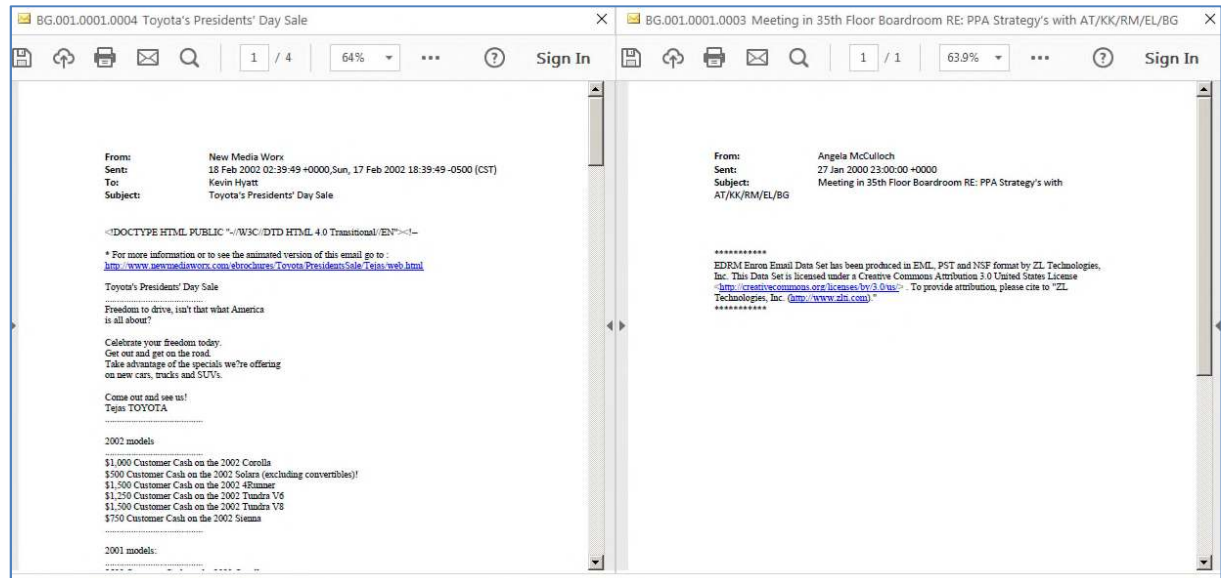 BG.001.0001.0004 Toyota's Presidents' Day Sale
1 / 4
64%
Sign In
From: New Media Worx
Sent: 18 Feb 2002 02:39:49 +0000,Sun, 17 Feb 2002 18:39:49 -0500 (CST)
To: Kevin Hyatt
Subject: Toyota's Presidents' Day Sale
<!DOCTYPE HTML PUBLIC "-//W3C//DTD HTML 4.0 Transitional//EN"><!--
* For more information or to see the animated version of this email go to :
http://www.newmediaworx.com/ebrochures/Toyota/PresidentsSale/Tejas/web.html
Toyota's Presidents' Day Sale
........................................
Freedom to drive, isn't that what America
is all about?
Celebrate your freedom today.
Get out and get on the road.
Take advantage of the specials we?re offering
on new cars, trucks and SUVs.
Come out and see us!
Tejas TOYOTA
........................................
2002 models
........................................
$1,000 Customer Cash on the 2002 Corolla
$500 Customer Cash on the 2002 Solara (excluding convertibles)!
$1,500 Customer Cash on the 2002 4Runner
$1,250 Customer Cash on the 2002 Tundra V6
$1,500 Customer Cash on the 2002 Tundra V8
$750 Customer Cash on the 2002 Sienna
........................................
2001 models:
........................................
BG.001.0001.0003 Meeting in 35th Floor Boardroom RE: PPA Strategy's with AT/KK/RM/EL/BG
1 / 1
63.9%
Sign In
From: Angela McCulloch
Sent: 27 Jan 2000 23:00:00 +0000
Subject: Meeting in 35th Floor Boardroom RE: PPA Strategy's with
AT/KK/RM/EL/BG
***********
EDRM Enron Email Data Set has been produced in EML, PST and NSF format by ZL Technologies,
Inc. This Data Set is licensed under a Creative Commons Attribution 3.0 United States License
<http://creativecommons.org/licenses/by/3.0/us/> . To provide attribution, please cite to "ZL
Technologies, Inc. (http://www.zlti.com)."
***********